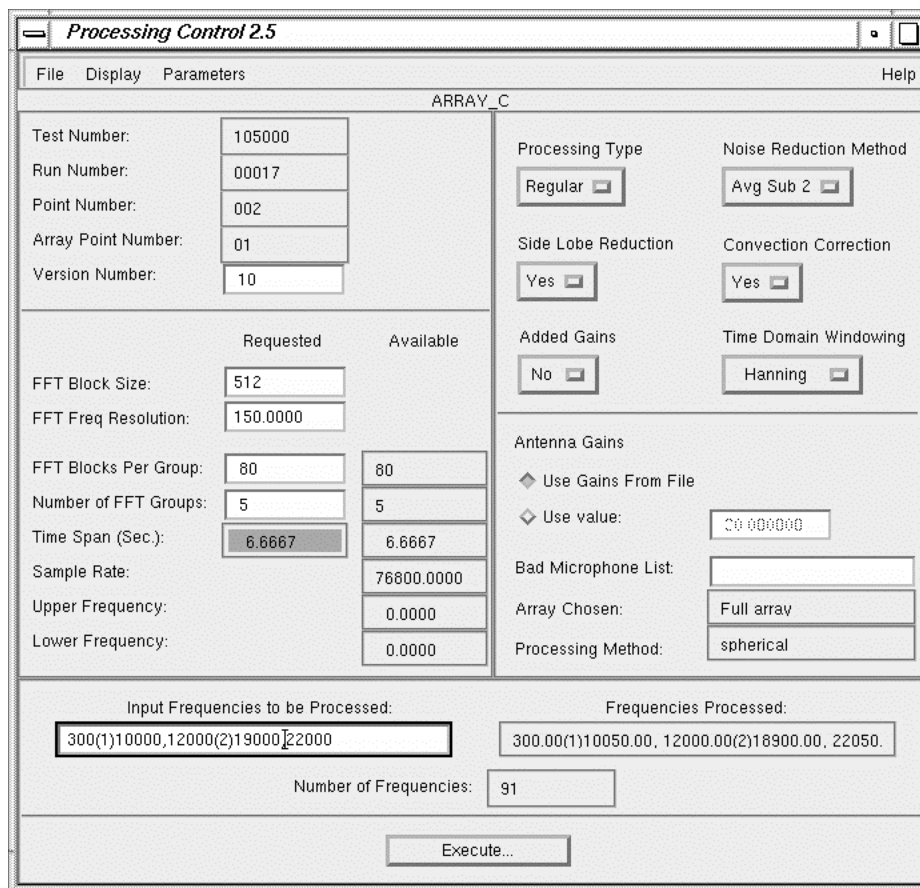 Processing Control 2.5
File Display Parameters Help
ARRAY_C
Test Number: 105000
Run Number: 00017
Point Number: 002
Array Point Number: 01
Version Number: 10
Requested Available
FFT Block Size: 512
FFT Freq Resolution: 150.0000
FFT Blocks Per Group: 80 80
Number of FFT Groups: 5 5
Time Span (Sec.): 6.6667 6.6667
Sample Rate: 76800.0000
Upper Frequency: 0.0000
Lower Frequency: 0.0000
Processing Type Noise Reduction Method
Regular Avg Sub 2
Side Lobe Reduction Convection Correction
Yes Yes
Added Gains Time Domain Windowing
No Hanning
Antenna Gains
Use Gains From File
Use value: 20.000000
Bad Microphone List:
Array Chosen: Full array
Processing Method: spherical
Input Frequencies to be Processed: Frequencies Processed:
300(1)10000,12000(2)19000,22000 300.00(1)10050.00, 12000.00(2)18900.00, 22050.
Number of Frequencies: 91
Execute...